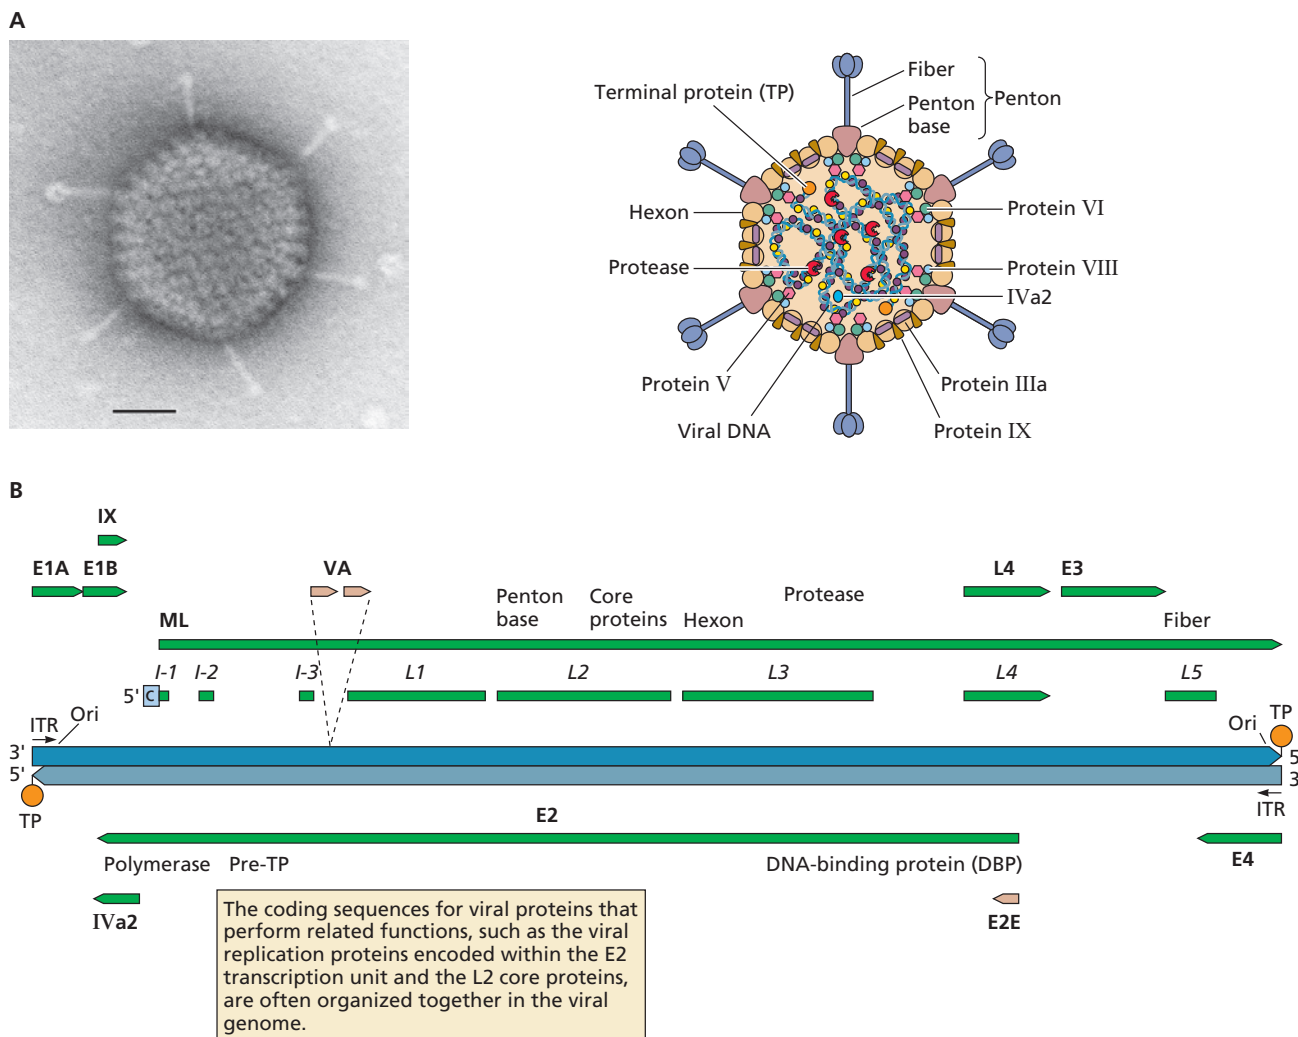 A
Terminal protein (TP)
Fiber
Penton
base
Penton
Hexon
Protein VI
Protease
Protein VIII
IVa2
Protein V
Protein IIIa
Viral DNA
Protein IX
B
IX
E1A
E1B
VA
L4
E3
Penton
base
Core
proteins
Hexon
Protease
Fiber
ML
I-1
I-2
I-3
L1
L2
L3
L4
L5
5'
C
ITR
Ori
Ori
TP
3'
5
5'
3
TP
ITR
E2
Polymerase
Pre-TP
DNA-binding protein (DBP)
E4
IVa2
E2E
The coding sequences for viral proteins that
perform related functions, such as the viral
replication proteins encoded within the E2
transcription unit and the L2 core proteins,
are often organized together in the viral
genome.